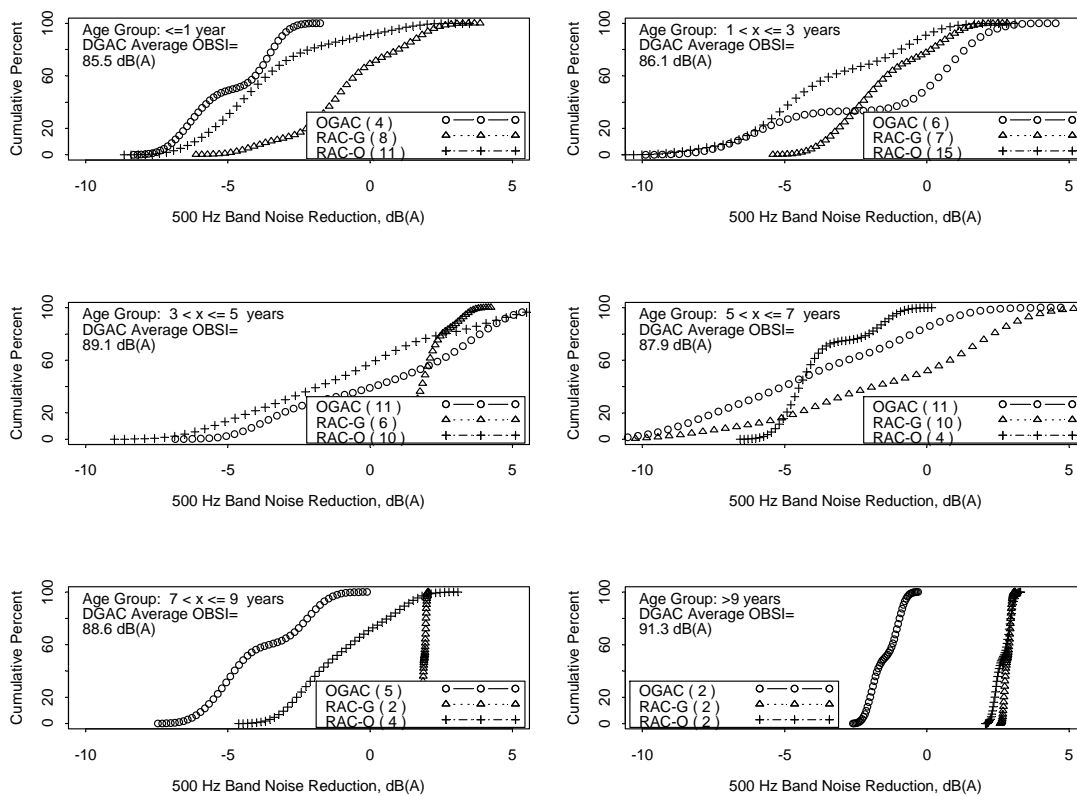 Age Group: <=1 year
DGAC Average OBSI=
85.5 dB(A)
OGAC ( 4 )
RAC-G ( 8 )
RAC-O ( 11 )
Cumulative Percent
0 20 60 100
-10 -5 0 5
500 Hz Band Noise Reduction, dB(A)
Age Group: 1 < x <= 3 years
DGAC Average OBSI=
86.1 dB(A)
OGAC ( 6 )
RAC-G ( 7 )
RAC-O ( 15 )
Cumulative Percent
0 20 60 100
-10 -5 0 5
500 Hz Band Noise Reduction, dB(A)
Age Group: 3 < x <= 5 years
DGAC Average OBSI=
89.1 dB(A)
OGAC ( 11 )
RAC-G ( 6 )
RAC-O ( 10 )
Cumulative Percent
0 20 60 100
-10 -5 0 5
500 Hz Band Noise Reduction, dB(A)
Age Group: 5 < x <= 7 years
DGAC Average OBSI=
87.9 dB(A)
OGAC ( 11 )
RAC-G ( 10 )
RAC-O ( 4 )
Cumulative Percent
0 20 60 100
-10 -5 0 5
500 Hz Band Noise Reduction, dB(A)
Age Group: 7 < x <= 9 years
DGAC Average OBSI=
88.6 dB(A)
OGAC ( 5 )
RAC-G ( 2 )
RAC-O ( 4 )
Cumulative Percent
0 20 60 100
-10 -5 0 5
500 Hz Band Noise Reduction, dB(A)
Age Group: >9 years
DGAC Average OBSI=
91.3 dB(A)
OGAC ( 2 )
RAC-G ( 2 )
RAC-O ( 2 )
Cumulative Percent
0 20 60 100
-10 -5 0 5
500 Hz Band Noise Reduction, dB(A)